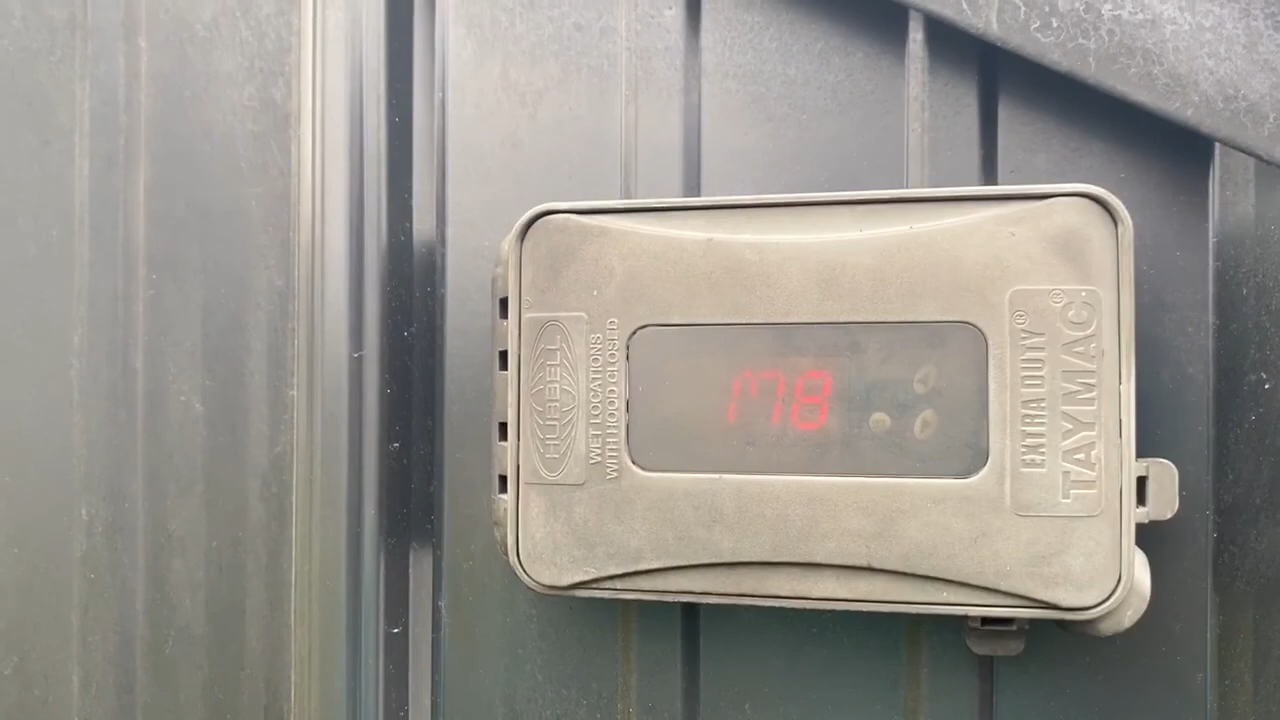 HUBBELL
WET LOCATIONS
WITH HOOD CLOSED
178
EXTRA DUTY®
TAYMAC®